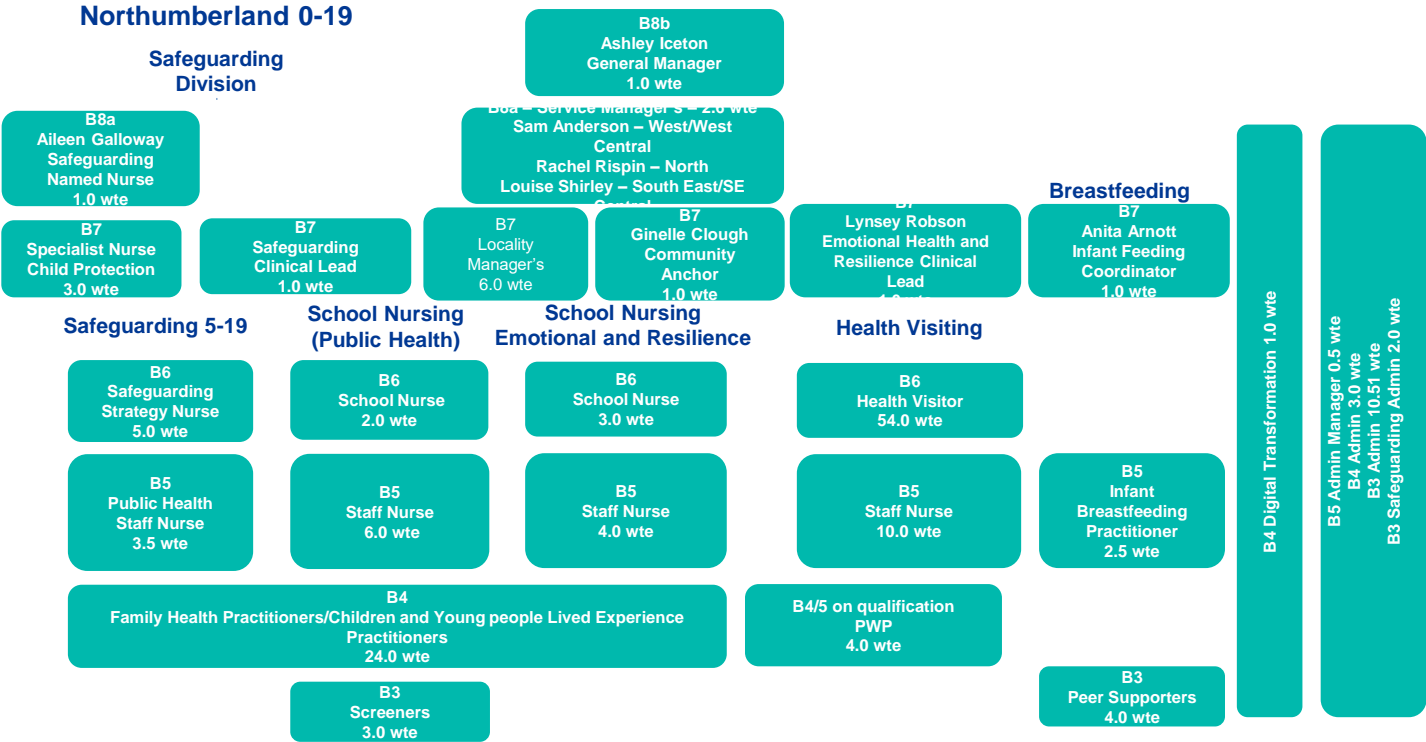 Northumberland 0-19
Safeguarding
Division
B8b
Ashley Iceton
General Manager
1.0 wte
B8a
Aileen Galloway
Safeguarding
Named Nurse
1.0 wte
B8a – Service Manager's – 2.6 wte
Sam Anderson – West/West
Central
Rachel Rispin – North
Louise Shirley – South East/SE
Central
B7
Specialist Nurse
Child Protection
3.0 wte
B7
Safeguarding
Clinical Lead
1.0 wte
B7
Locality
Manager's
6.0 wte
B7
Ginelle Clough
Community
Anchor
1.0 wte
B7
Lynsey Robson
Emotional Health and
Resilience Clinical
Lead
Breastfeeding
B7
Anita Arnott
Infant Feeding
Coordinator
1.0 wte
Safeguarding 5-19
B6
Safeguarding
Strategy Nurse
5.0 wte
B5
Public Health
Staff Nurse
3.5 wte
School Nursing
(Public Health)
B6
School Nurse
2.0 wte
B5
Staff Nurse
6.0 wte
School Nursing
Emotional and Resilience
B6
School Nurse
3.0 wte
B5
Staff Nurse
4.0 wte
Health Visiting
B6
Health Visitor
54.0 wte
B5
Staff Nurse
10.0 wte
B5
Infant
Breastfeeding
Practitioner
2.5 wte
B4
Family Health Practitioners/Children and Young people Lived Experience
Practitioners
24.0 wte
B4/5 on qualification
PWP
4.0 wte
B3
Screeners
3.0 wte
B3
Peer Supporters
4.0 wte
B4 Digital Transformation 1.0 wte
B5 Admin Manager 0.5 wte
B4 Admin 3.0 wte
B3 Admin 10.51 wte
B3 Safeguarding Admin 2.0 wte